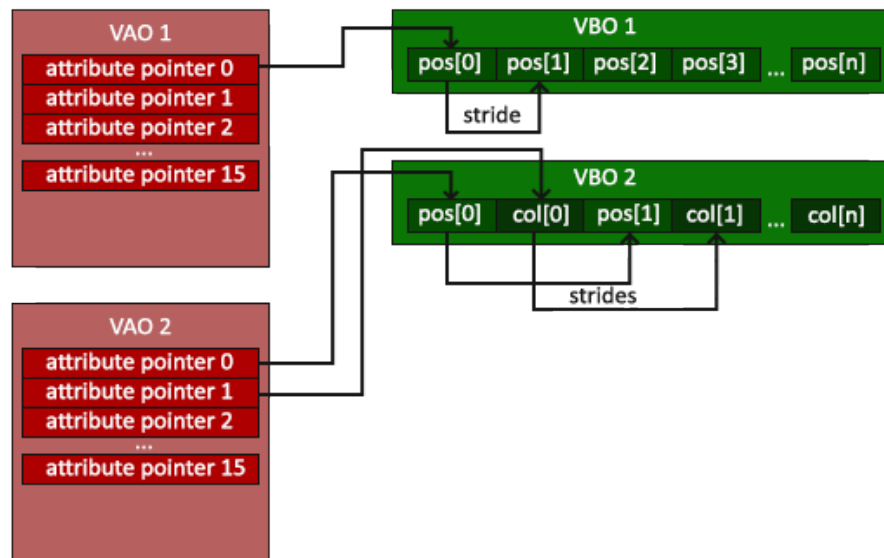 VAO 1
attribute pointer 0
attribute pointer 1
attribute pointer 2
...
attribute pointer 15
VBO 1
pos[0] pos[1] pos[2] pos[3] ... pos[n]
stride
VBO 2
pos[0] col[0] pos[1] col[1] ... col[n]
strides
VAO 2
attribute pointer 0
attribute pointer 1
attribute pointer 2
...
attribute pointer 15